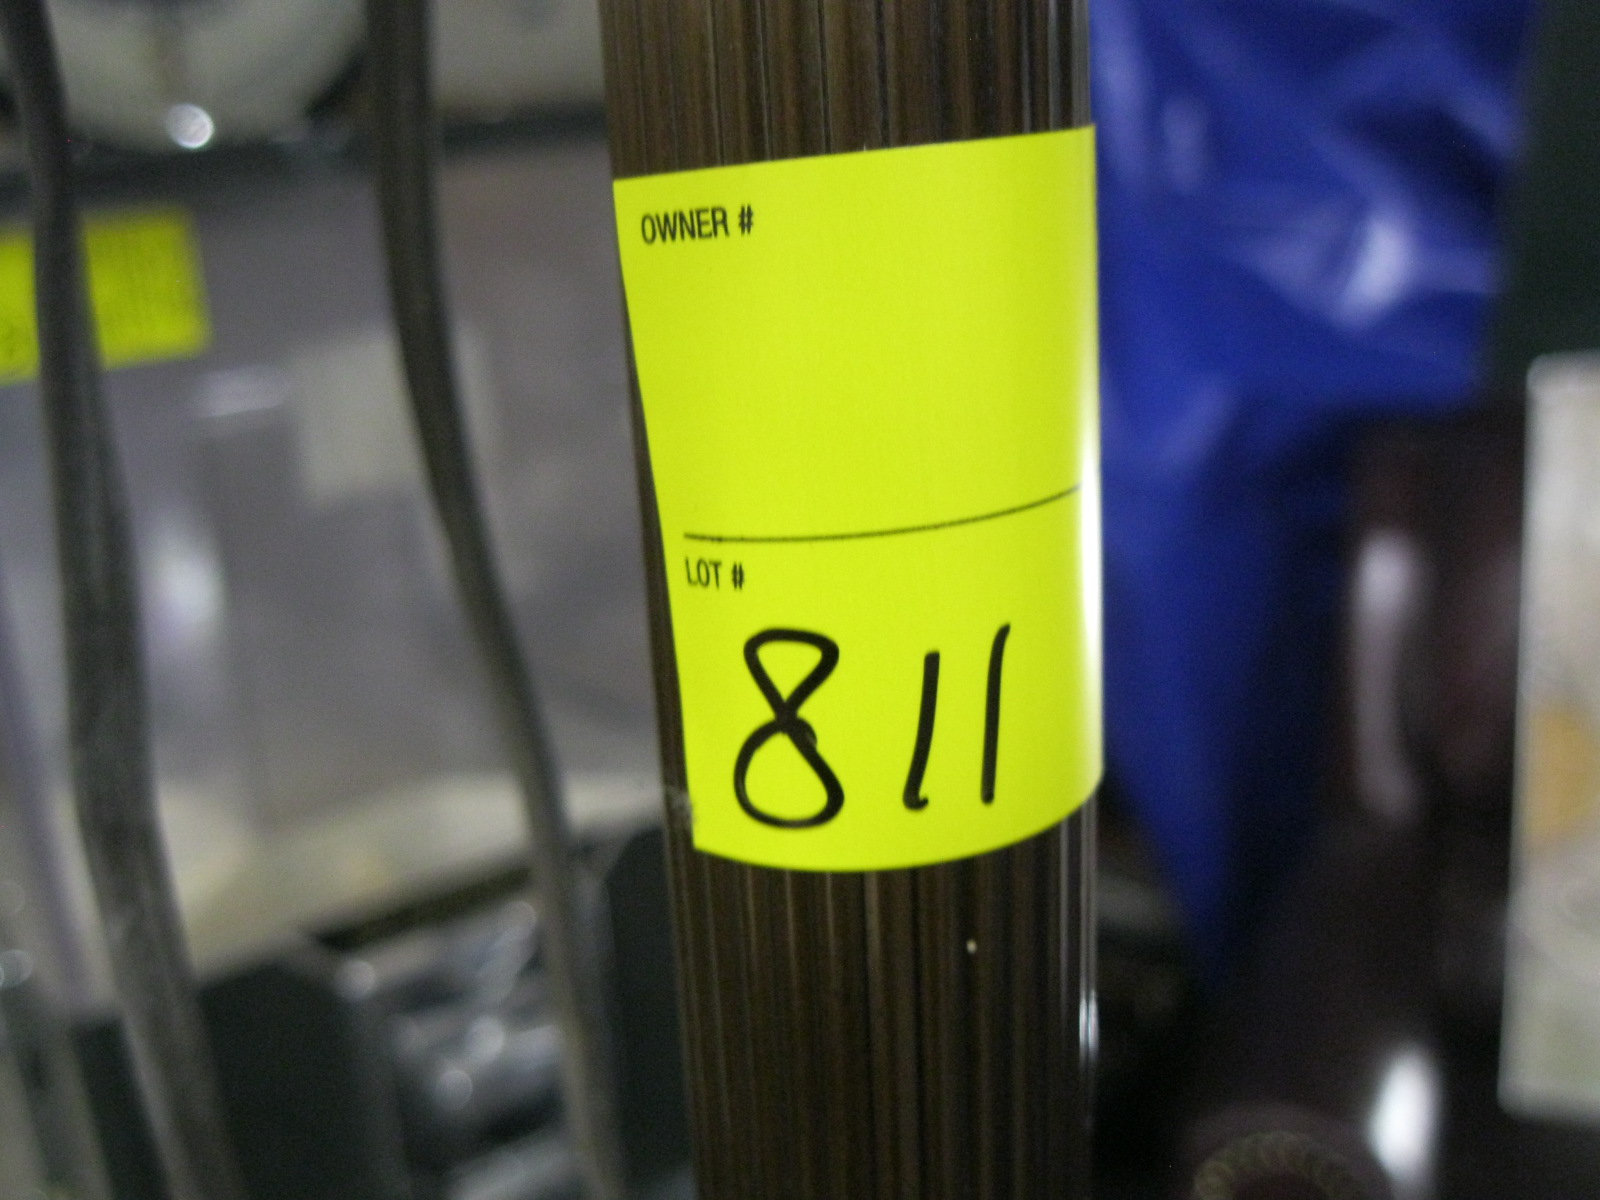 OWNER #
LOT #
811